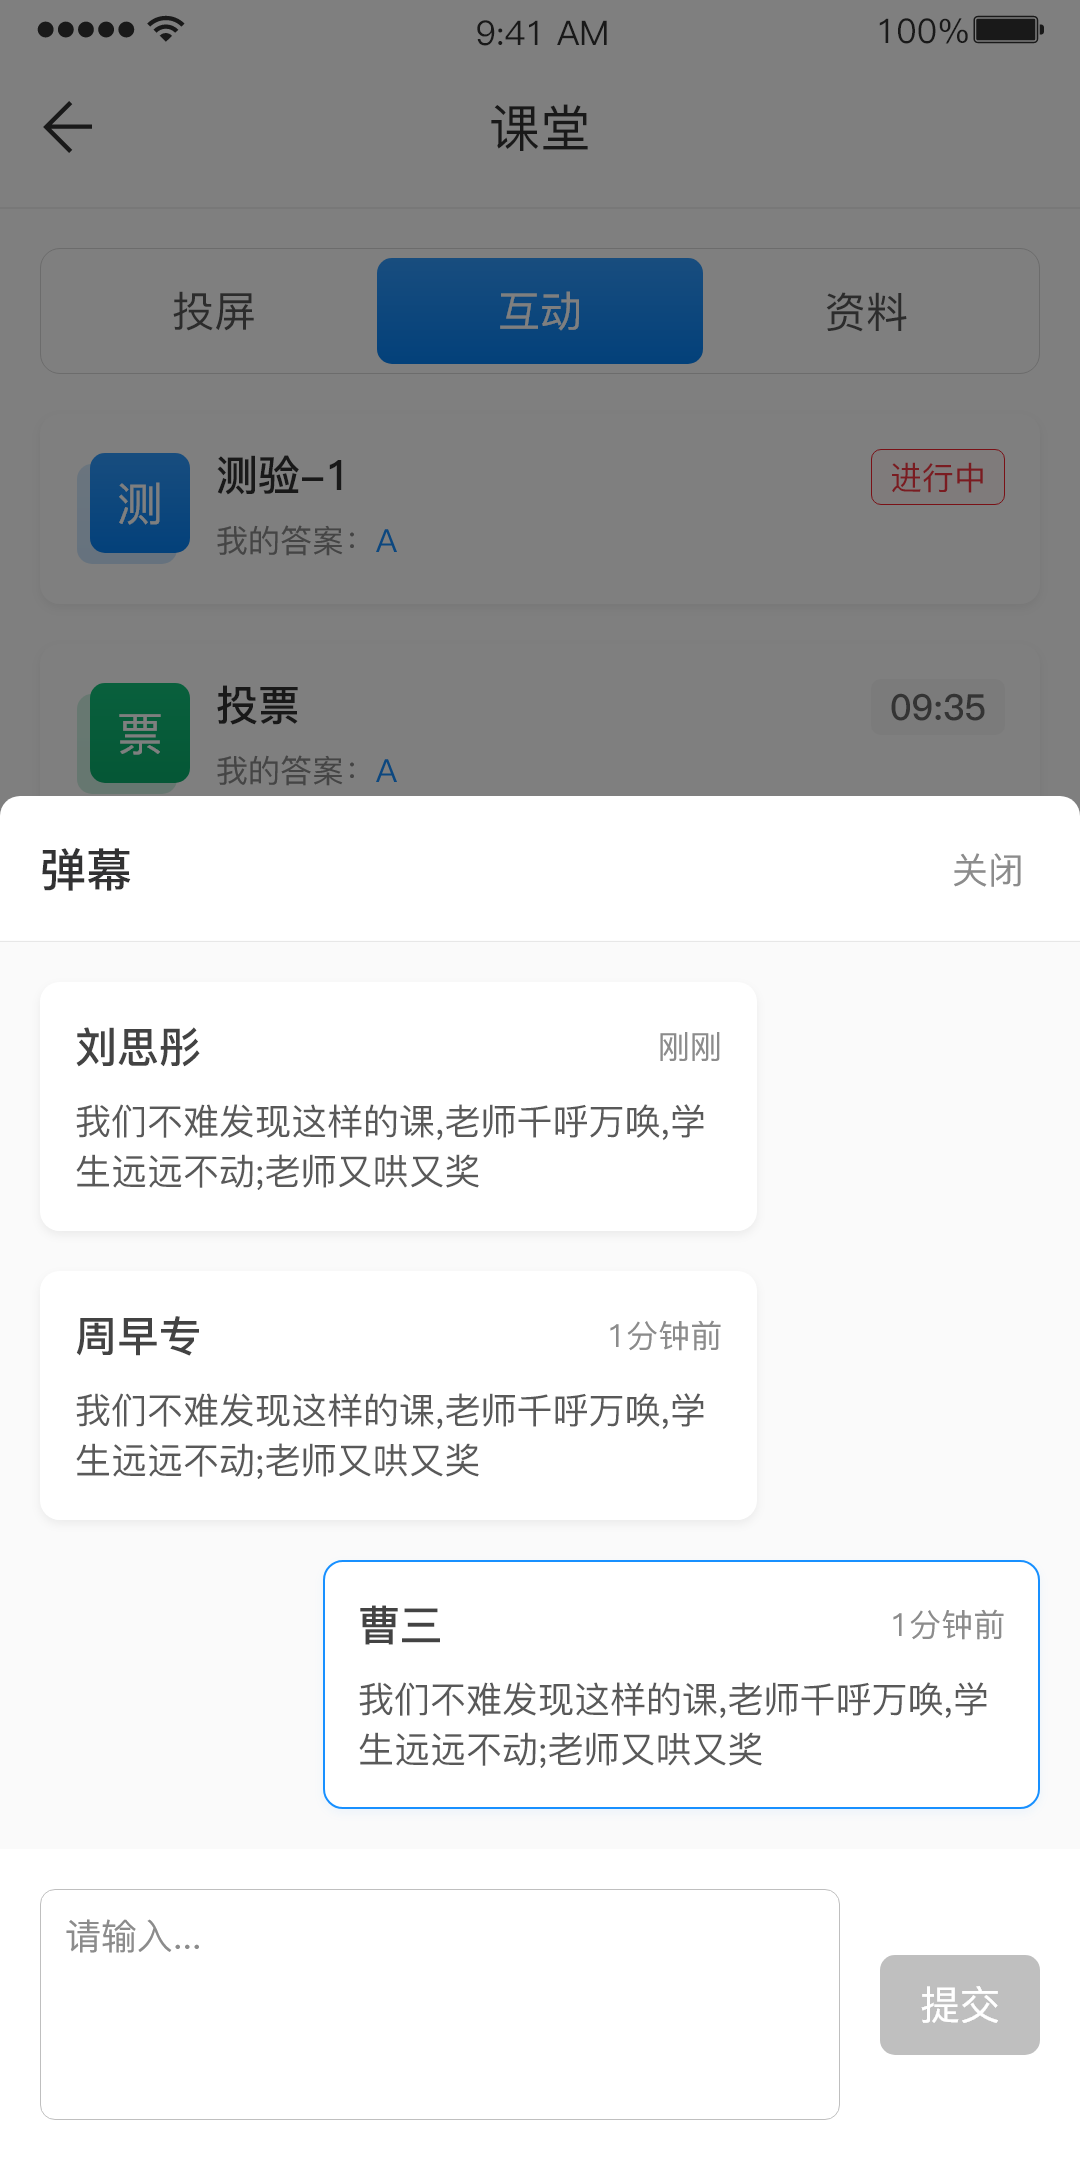 9:41 AM
100%
课堂
投屏
互动
资料
测
测验-1
进行中
我的答案：A
票
投票
09:35
我的答案：A
弹幕
关闭
刘思彤
刚刚
我们不难发现这样的课,老师千呼万唤,学
生远远不动;老师又哄又奖
周早专
1分钟前
我们不难发现这样的课,老师千呼万唤,学
生远远不动;老师又哄又奖
曹三
1分钟前
我们不难发现这样的课,老师千呼万唤,学
生远远不动;老师又哄又奖
请输入...
提交